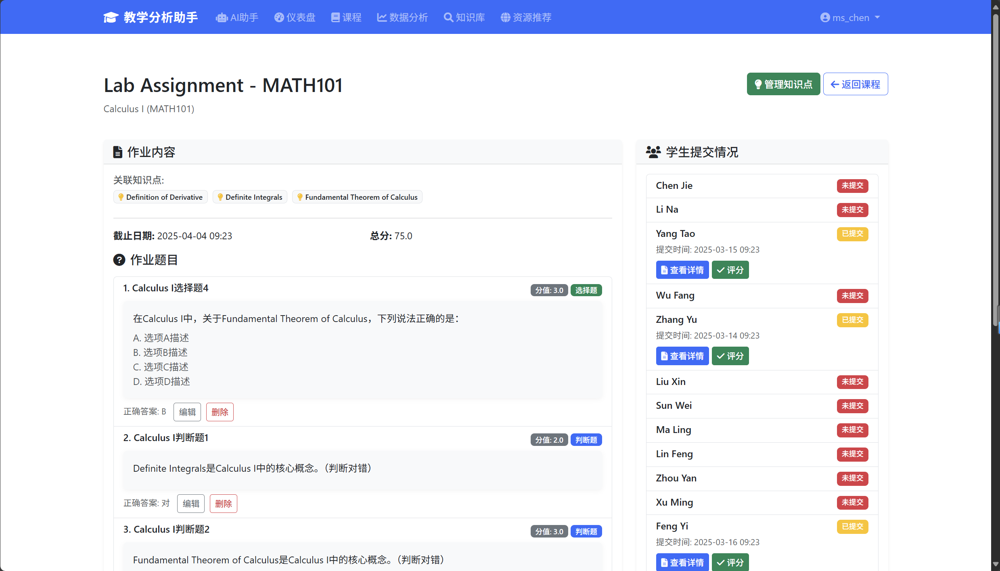 教学分析助手 AI助手 仪表盘 课程 数据分析 知识库 资源推荐 ms_chen
Lab Assignment - MATH101
管理知识点 返回课程
Calculus I (MATH101)
作业内容
关联知识点:
Definition of Derivative Definite Integrals Fundamental Theorem of Calculus
截止日期: 2025-04-04 09:23 总分: 75.0
作业题目
1. Calculus I选择题4 分值: 3.0 选择题
在Calculus I中，关于Fundamental Theorem of Calculus，下列说法正确的是：
A. 选项A描述
B. 选项B描述
C. 选项C描述
D. 选项D描述
正确答案: B 编辑 删除
2. Calculus I判断题1 分值: 2.0 判断题
Definite Integrals是Calculus I中的核心概念。（判断对错）
正确答案: 对 编辑 删除
3. Calculus I判断题2 分值: 3.0 判断题
Fundamental Theorem of Calculus是Calculus I中的核心概念。（判断对错）
学生提交情况
Chen Jie 未提交
Li Na 未提交
Yang Tao 已提交
提交时间: 2025-03-15 09:23
查看详情 评分
Wu Fang 未提交
Zhang Yu 已提交
提交时间: 2025-03-14 09:23
查看详情 评分
Liu Xin 未提交
Sun Wei 未提交
Ma Ling 未提交
Lin Feng 未提交
Zhou Yan 未提交
Xu Ming 未提交
Feng Yi 已提交
提交时间: 2025-03-16 09:23
查看详情 评分